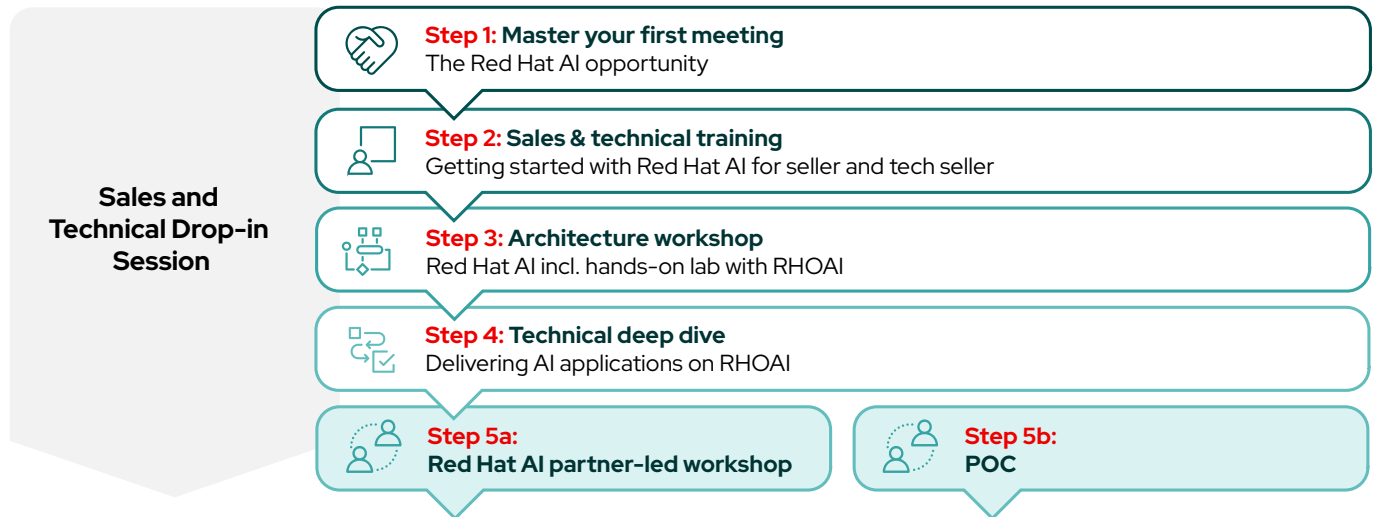 Sales and
Technical Drop-in
Session
Step 1: Master your first meeting
The Red Hat AI opportunity
Step 2: Sales & technical training
Getting started with Red Hat AI for seller and tech seller
Step 3: Architecture workshop
Red Hat AI incl. hands-on lab with RHOAI
Step 4: Technical deep dive
Delivering AI applications on RHOAI
Step 5a:
Red Hat AI partner-led workshop
Step 5b:
POC